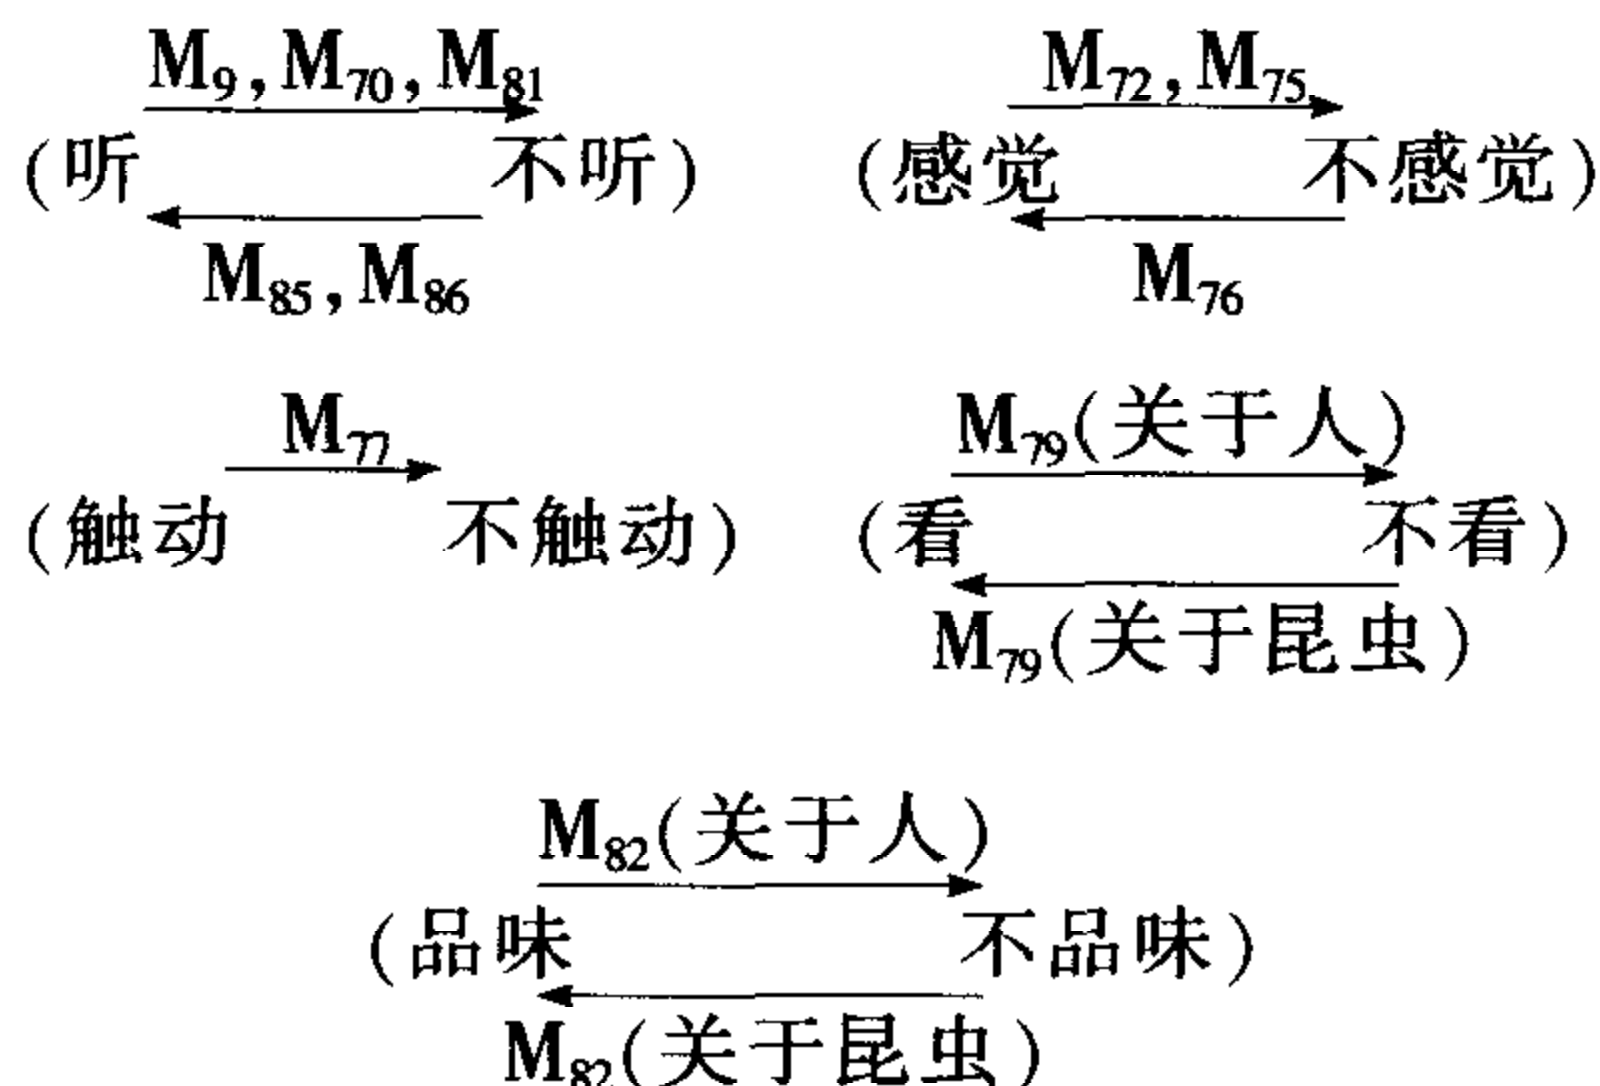 M9,M70,M81 M72,M75
(听 不听) (感觉 不感觉)
M85,M86 M76
M77 M79(关于人)
(触动 不触动) (看 不看)
M79(关于昆虫)
M82(关于人)
(品味 不品味)
M82(关于昆虫)